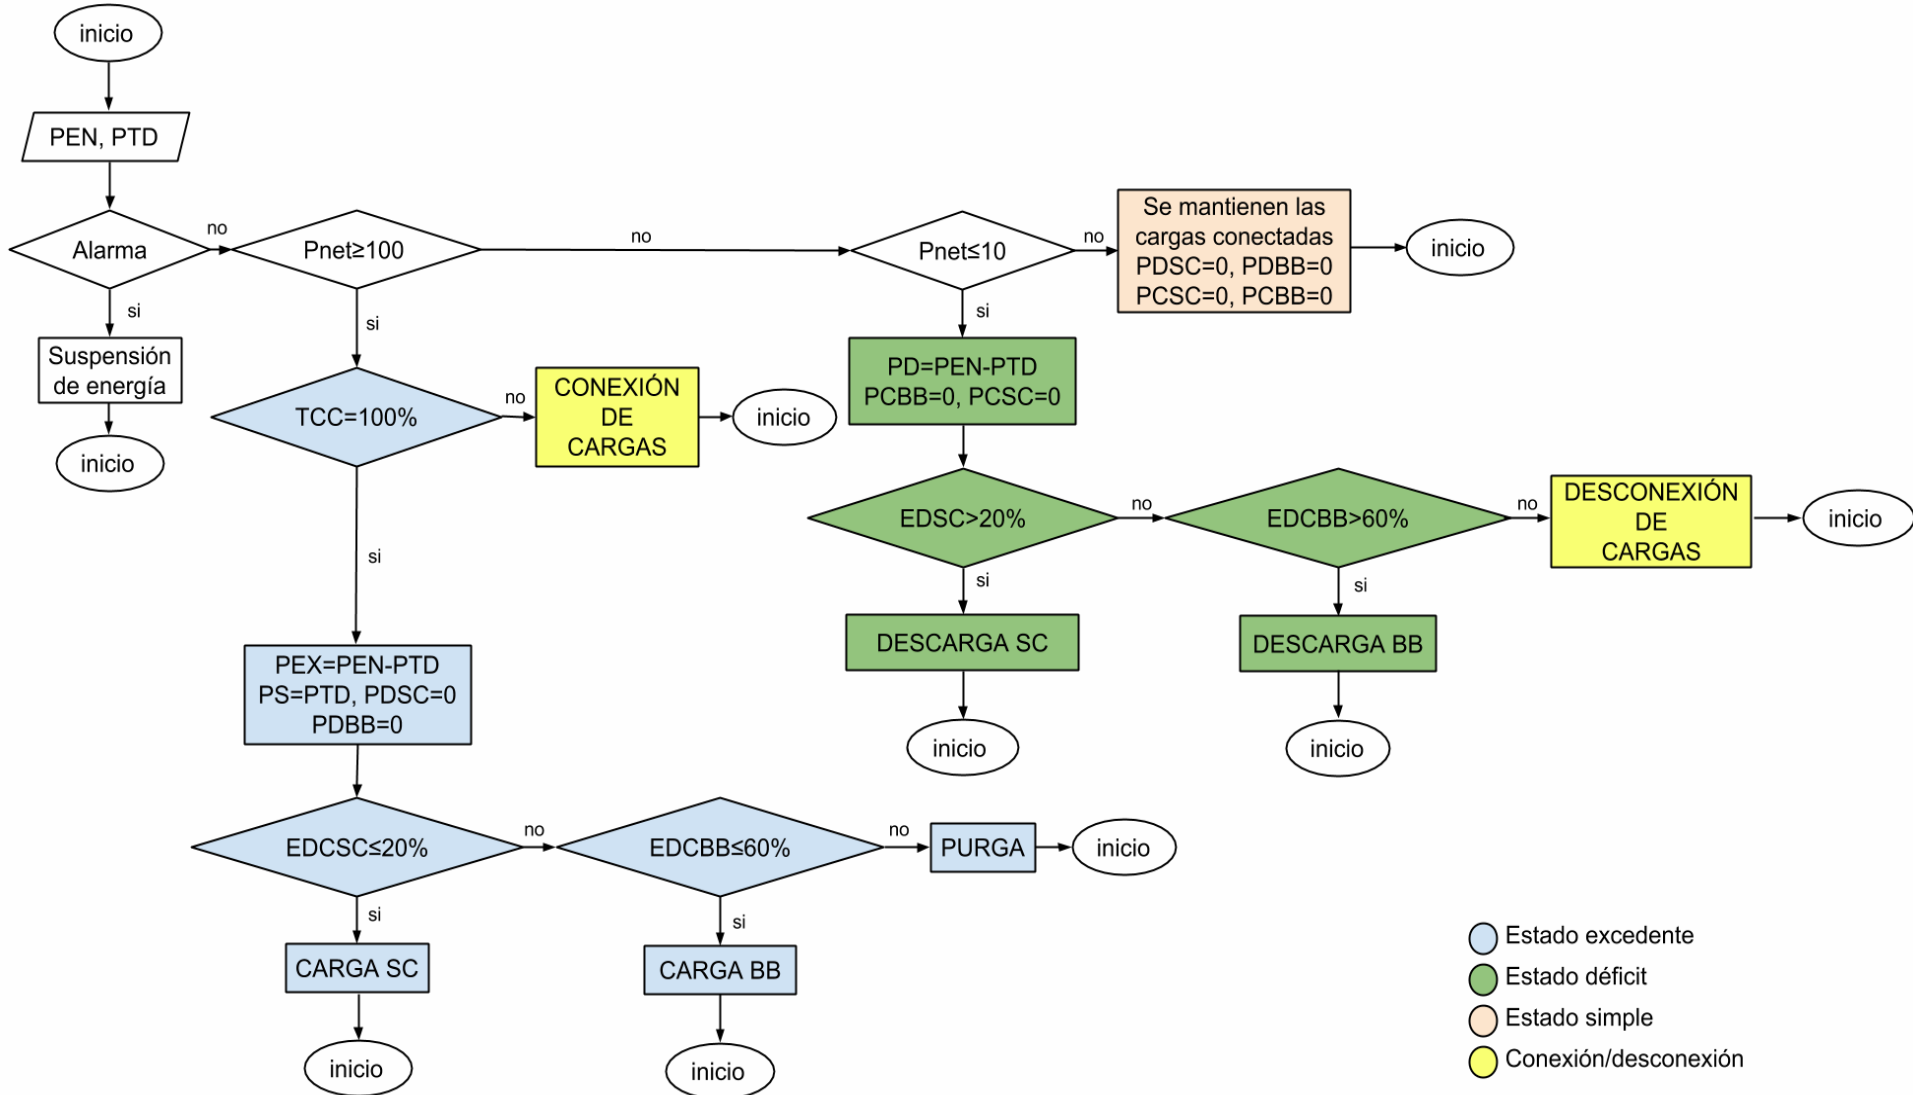 inicio
PEN, PTD
Alarma
no
Pnet≥100
no
Pnet≤10
no
Se mantienen las
cargas conectadas
PDSC=0, PDBB=0
PCSC=0, PCBB=0
inicio
si
si
si
Suspensión
de energía
inicio
TCC=100%
no
CONEXIÓN
DE
CARGAS
inicio
PD=PEN-PTD
PCBB=0, PCSC=0
EDSC>20%
no
EDCBB>60%
no
DESCONEXIÓN
DE
CARGAS
inicio
si
si
si
DESCARGA SC
DESCARGA BB
inicio
inicio
PEX=PEN-PTD
PS=PTD, PDSC=0
PDBB=0
EDCSC≤20%
no
EDCBB≤60%
no
PURGA
inicio
si
si
CARGA SC
CARGA BB
inicio
inicio
Estado excedente
Estado déficit
Estado simple
Conexión/desconexión